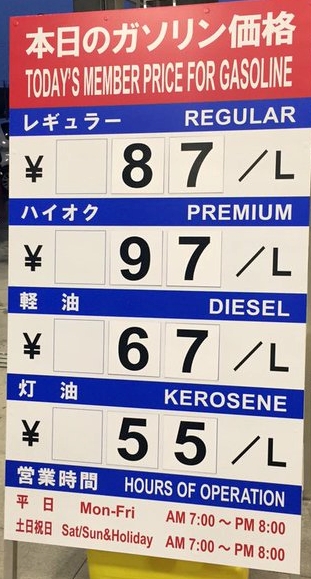 本日のガソリン価格
TODAY'S MEMBER PRICE FOR GASOLINE
レギュラー REGULAR
¥ 87 /L
ハイオク PREMIUM
¥ 97 /L
軽 油 DIESEL
¥ 67 /L
灯 油 KEROSENE
¥ 55 /L
営業時間 HOURS OF OPERATION
平 日 Mon-Fri AM 7:00 ~ PM 8:00
土日祝日 Sat/Sun&Holiday AM 7:00 ~ PM 8:00